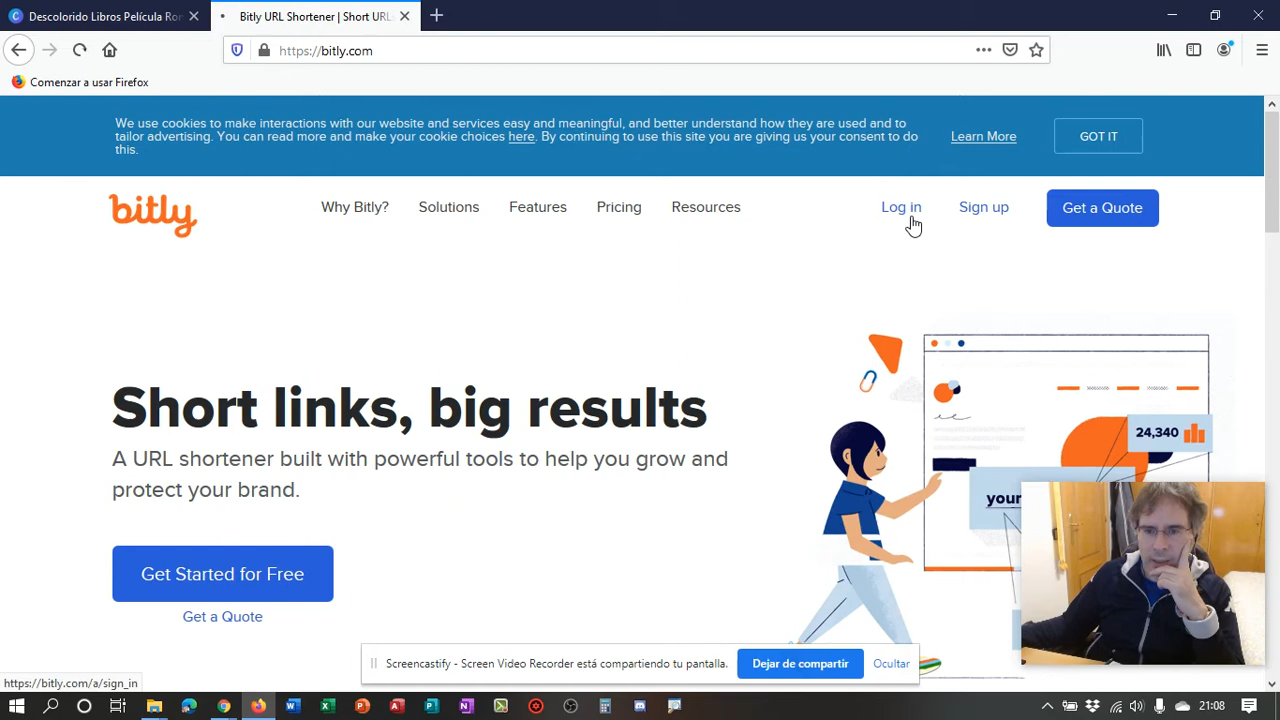 Descolorido Libros Película Ror
Bitly URL Shortener | Short URLs
https://bitly.com
Comenzar a usar Firefox
We use cookies to make interactions with our website and services easy and meaningful, and better understand how they are used and to
tailor advertising. You can read more and make your cookie choices here. By continuing to use this site you are giving us your consent to do
this.
Learn More
GOT IT
bitly
Why Bitly?
Solutions
Features
Pricing
Resources
Log in
Sign up
Get a Quote
Short links, big results
A URL shortener built with powerful tools to help you grow and
protect your brand.
24,340
your
Get Started for Free
Get a Quote
Screencastify - Screen Video Recorder está compartiendo tu pantalla.
Dejar de compartir
Ocultar
https://bitly.com/a/sign_in
21:08